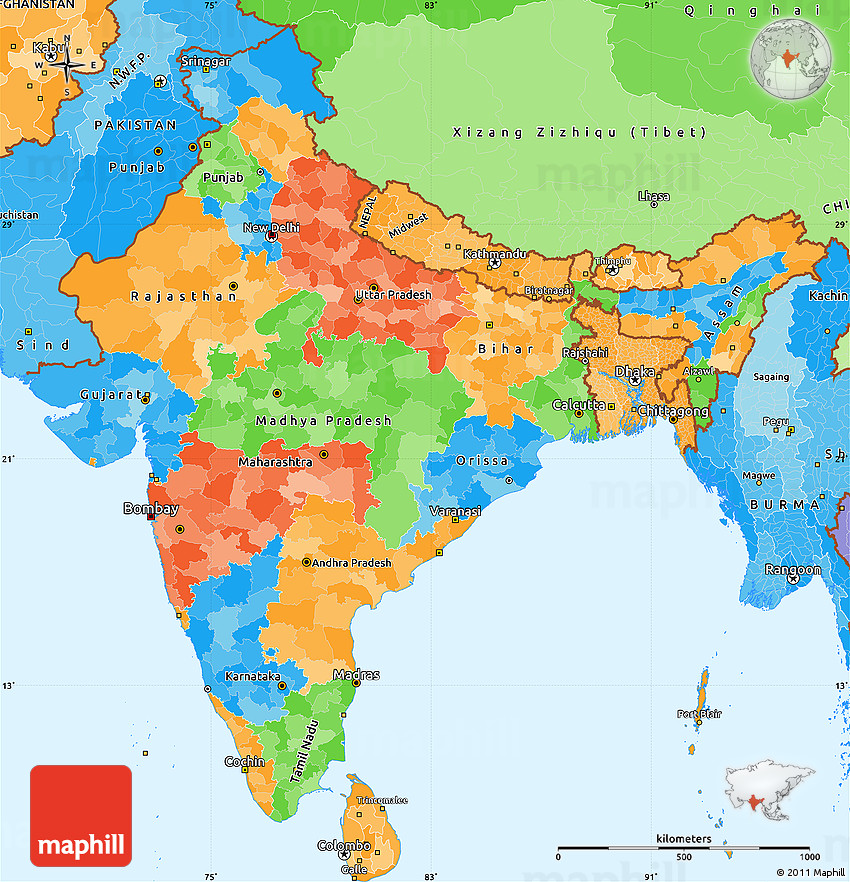 AFGHANISTAN
75°
83°
91°
Qinghai
Kabul
N
W E
S
N.W.F.P.
Srinagar
PAKISTAN
Punjab
Xizang Zizhiqu (Tibet)
maphill
Punjab
Lhasa
CHI
uchistan
29°
29°
NEPAL
Midwest
New Delhi
Kathmandu
Thimphu
Rajasthan
Uttar Pradesh
Biratnagar
Assam
Kachin
Sind
Bihar
Rajshahi
Dhaka
Aizawl
Sagaing
Gujarat
Madhya Pradesh
Calcutta
Chittagong
Pegu
21°
Maharashtra
Orissa
Sh
21°
Magwe
maphill
Bombay
Varanasi
BURMA
Andhra Pradesh
Rangoon
13°
Karnataka
Madras
13°
Port Blair
Tamil Nadu
Cochin
Trincomalee
maphill
Colombo
Galle
kilometers
0 500 1000
75°
83°
91°
© 2011 Maphill